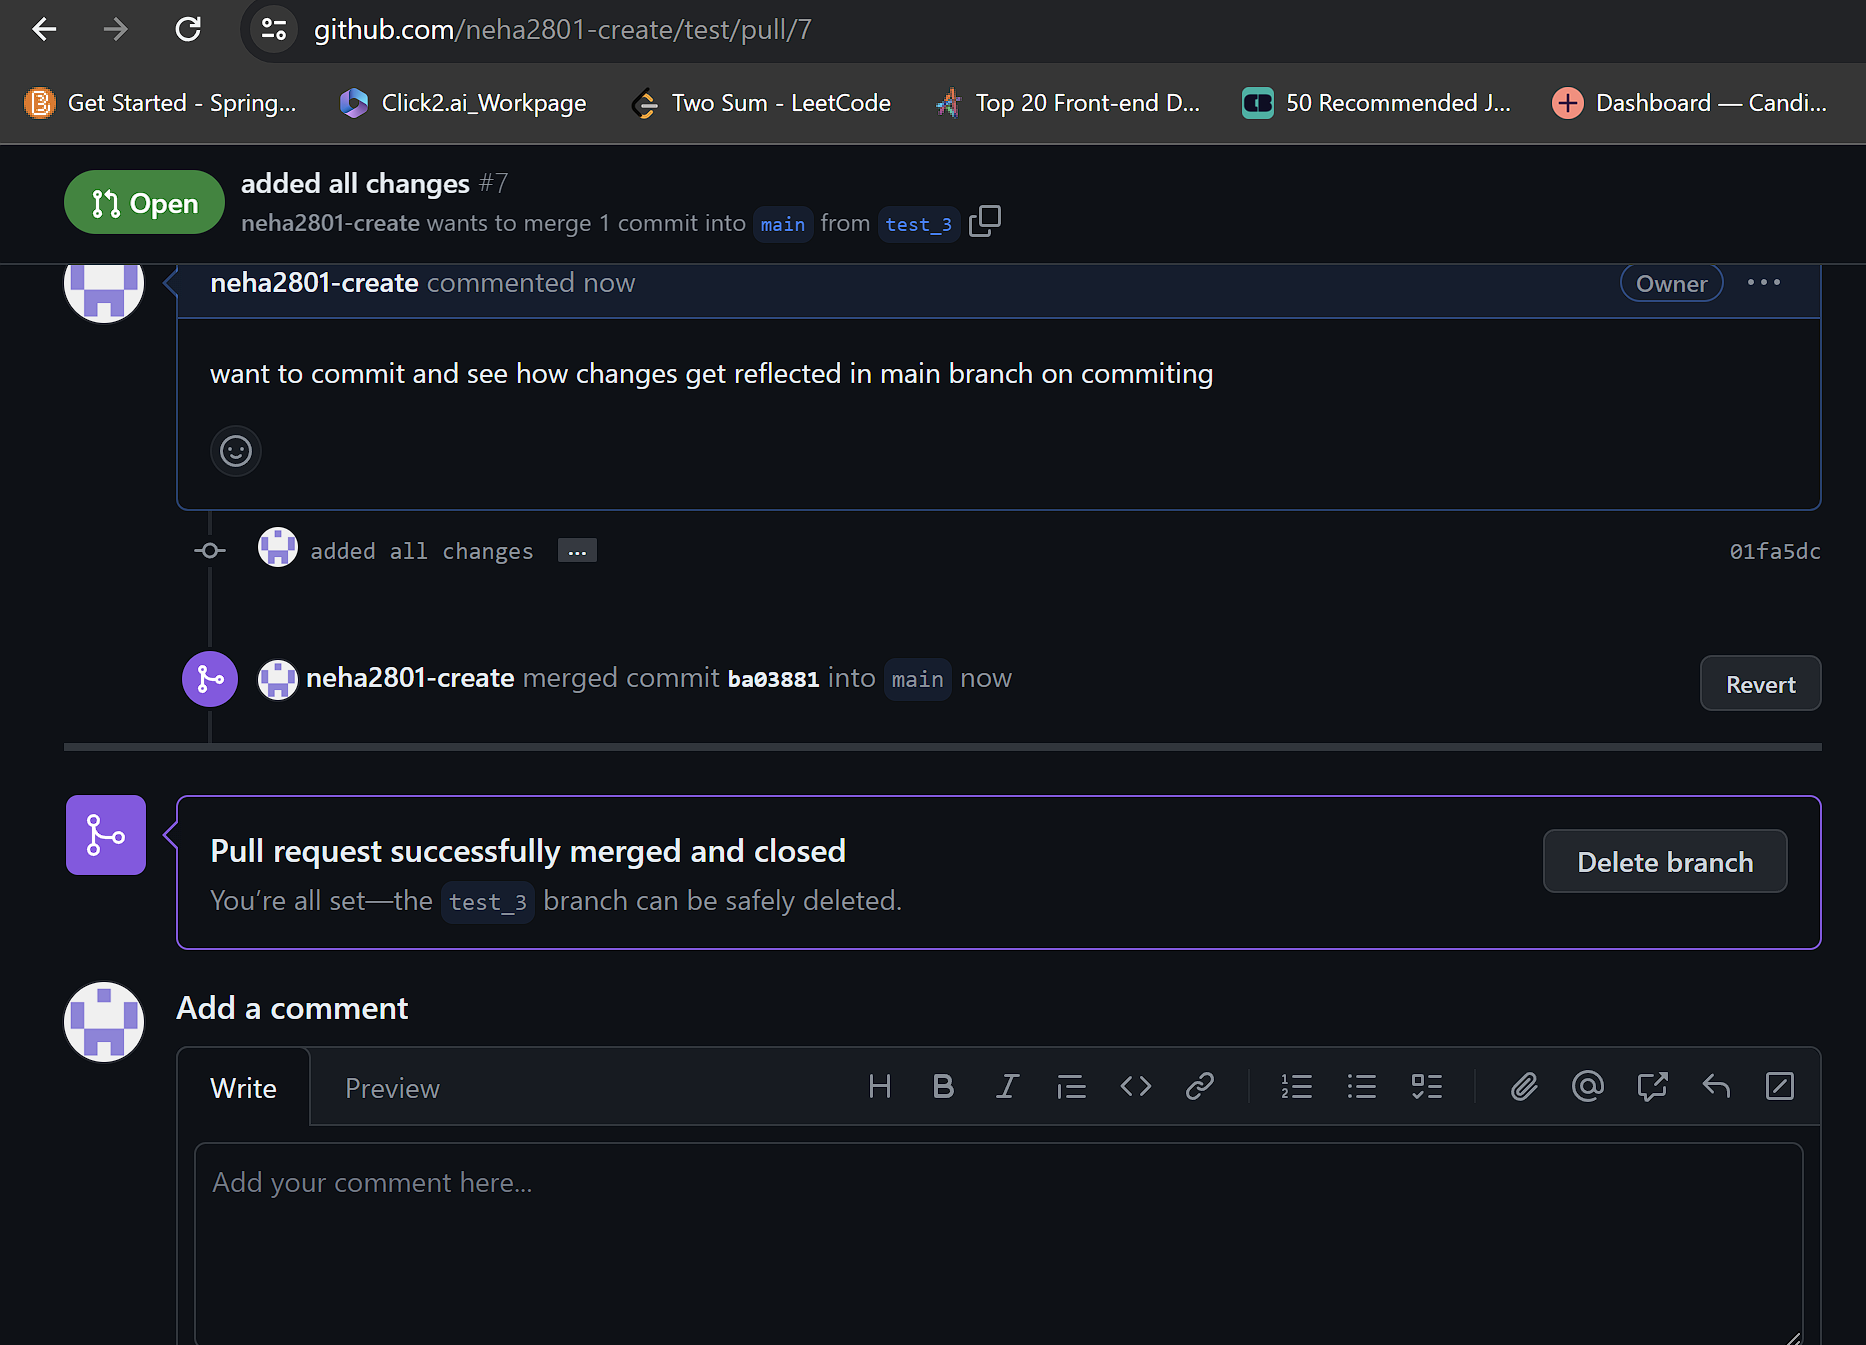 github.com/neha2801-create/test/pull/7
Get Started - Spring... Click2.ai_Workpage Two Sum - LeetCode Top 20 Front-end D... 50 Recommended J... Dashboard — Candi...
Open
added all changes #7
neha2801-create wants to merge 1 commit into main from test_3
neha2801-create commented now
Owner
want to commit and see how changes get reflected in main branch on commiting
added all changes ... 01fa5dc
neha2801-create merged commit ba03881 into main now
Revert
Pull request successfully merged and closed
You're all set—the test_3 branch can be safely deleted.
Delete branch
Add a comment
Write Preview
Add your comment here...